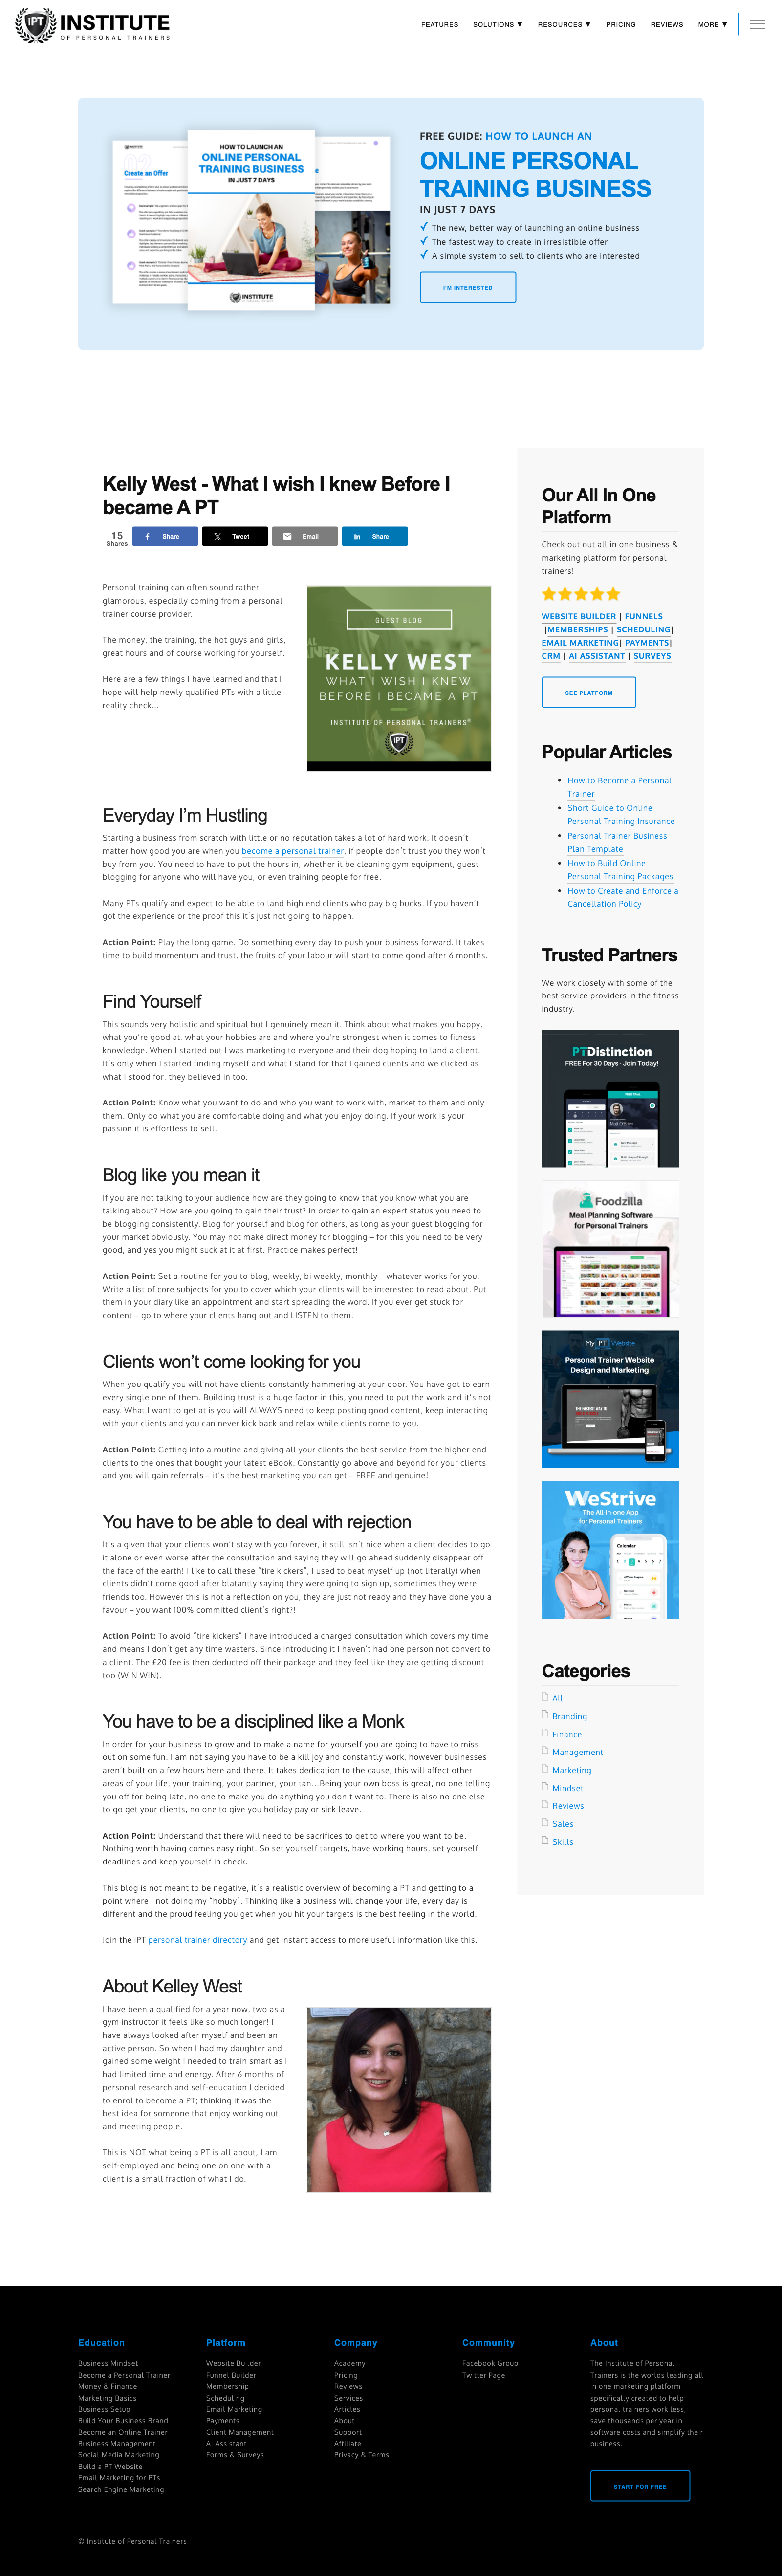 iPT INSTITUTE
OF PERSONAL TRAINERS
FEATURES SOLUTIONS ▼ RESOURCES ▼ PRICING REVIEWS MORE ▼
INSTITUTE
Create an Offer
HOW TO LAUNCH AN
ONLINE PERSONAL
TRAINING BUSINESS
IN JUST 7 DAYS
INSTITUTE
FREE GUIDE: HOW TO LAUNCH AN
ONLINE PERSONAL
TRAINING BUSINESS
IN JUST 7 DAYS
The new, better way of launching an online business
The fastest way to create in irresistible offer
A simple system to sell to clients who are interested
I'M INTERESTED
Kelly West - What I wish I knew Before I
became A PT
15
Shares
Share
Tweet
Email
Share
Personal training can often sound rather
glamorous, especially coming from a personal
trainer course provider.
The money, the training, the hot guys and girls,
great hours and of course working for yourself.
Here are a few things I have learned and that I
hope will help newly qualified PTs with a little
reality check...
GUEST BLOG
KELLY WEST
WHAT I WISH I KNEW
BEFORE I BECAME A PT
INSTITUTE OF PERSONAL TRAINERS®
iPT
Everyday I'm Hustling
Starting a business from scratch with little or no reputation takes a lot of hard work. It doesn't
matter how good you are when you become a personal trainer, if people don't trust you they won't
buy from you. You need to have to put the hours in, whether it be cleaning gym equipment, guest
blogging for anyone who will have you, or even training people for free.
Many PTs qualify and expect to be able to land high end clients who pay big bucks. If you haven't
got the experience or the proof this it's just not going to happen.
Action Point: Play the long game. Do something every day to push your business forward. It takes
time to build momentum and trust, the fruits of your labour will start to come good after 6 months.
Find Yourself
This sounds very holistic and spiritual but I genuinely mean it. Think about what makes you happy,
what you're good at, what your hobbies are and where you're strongest when it comes to fitness
knowledge. When I started out I was marketing to everyone and their dog hoping to land a client.
It's only when I started finding myself and what I stand for that I gained clients and we clicked as
what I stood for, they believed in too.
Action Point: Know what you want to do and who you want to work with, market to them and only
them. Only do what you are comfortable doing and what you enjoy doing. If your work is your
passion it is effortless to sell.
Blog like you mean it
If you are not talking to your audience how are they going to know that you know what you are
talking about? How are you going to gain their trust? In order to gain an expert status you need to
be blogging consistently. Blog for yourself and blog for others, as long as your guest blogging for
your market obviously. You may not make direct money for blogging – for this you need to be very
good, and yes you might suck at it at first. Practice makes perfect!
Action Point: Set a routine for you to blog, weekly, bi weekly, monthly – whatever works for you.
Write a list of core subjects for you to cover which your clients will be interested to read about. Put
them in your diary like an appointment and start spreading the word. If you ever get stuck for
content – go to where your clients hang out and LISTEN to them.
Clients won't come looking for you
When you qualify you will not have clients constantly hammering at your door. You have got to earn
every single one of them. Building trust is a huge factor in this, you need to put the work and it's not
easy. What I want to get at is you will ALWAYS need to keep posting good content, keep interacting
with your clients and you can never kick back and relax while clients come to you.
Action Point: Getting into a routine and giving all your clients the best service from the higher end
clients to the ones that bought your latest eBook. Constantly go above and beyond for your clients
and you will gain referrals – it's the best marketing you can get – FREE and genuine!
You have to be able to deal with rejection
It's a given that your clients won't stay with you forever, it still isn't nice when a client decides to go
it alone or even worse after the consultation and saying they will go ahead suddenly disappear off
the face of the earth! I like to call these "tire kickers", I used to beat myself up (not literally) when
clients didn't come good after blatantly saying they were going to sign up, sometimes they were
friends too. However this is not a reflection on you, they are just not ready and they have done you a
favour – you want 100% committed client's right?!
Action Point: To avoid "tire kickers" I have introduced a charged consultation which covers my time
and means I don't get any time wasters. Since introducing it I haven't had one person not convert to
a client. The £20 fee is then deducted off their package and they feel like they are getting discount
too (WIN WIN).
You have to be a disciplined like a Monk
In order for your business to grow and to make a name for yourself you are going to have to miss
out on some fun. I am not saying you have to be a kill joy and constantly work, however businesses
aren't built on a few hours here and there. It takes dedication to the cause, this will affect other
areas of your life, your training, your partner, your tan...Being your own boss is great, no one telling
you off for being late, no one to make you do anything you don't want to. There is also no one else
to go get your clients, no one to give you holiday pay or sick leave.
Action Point: Understand that there will need to be sacrifices to get to where you want to be.
Nothing worth having comes easy right. So set yourself targets, have working hours, set yourself
deadlines and keep yourself in check.
This blog is not meant to be negative, it's a realistic overview of becoming a PT and getting to a
point where I not doing my "hobby". Thinking like a business will change your life, every day is
different and the proud feeling you get when you hit your targets is the best feeling in the world.
Join the iPT personal trainer directory and get instant access to more useful information like this.
About Kelley West
I have been a qualified for a year now, two as a
gym instructor it feels like so much longer! I
have always looked after myself and been an
active person. So when I had my daughter and
gained some weight I needed to train smart as I
had limited time and energy. After 6 months of
personal research and self-education I decided
to enrol to become a PT; thinking it was the
best idea for someone that enjoy working out
and meeting people.
This is NOT what being a PT is all about, I am
self-employed and being one on one with a
client is a small fraction of what I do.
Our All In One
Platform
Check out out all in one business &
marketing platform for personal
trainers!
WEBSITE BUILDER | FUNNELS
|MEMBERSHIPS | SCHEDULING|
EMAIL MARKETING| PAYMENTS|
CRM | AI ASSISTANT | SURVEYS
SEE PLATFORM
Popular Articles
How to Become a Personal
Trainer
Short Guide to Online
Personal Training Insurance
Personal Trainer Business
Plan Template
How to Build Online
Personal Training Packages
How to Create and Enforce a
Cancellation Policy
Trusted Partners
We work closely with some of the
best service providers in the fitness
industry.
PTDistinction
FREE For 30 Days - Join Today!
Foodzilla
Meal Planning Software
for Personal Trainers
My PT Website
Personal Trainer Website
Design and Marketing
WeStrive
The All-in-one App
for Personal Trainers
Calendar
1 2 3 4 5 6 7
Categories
All
Branding
Finance
Management
Marketing
Mindset
Reviews
Sales
Skills
Education
Business Mindset
Become a Personal Trainer
Money & Finance
Marketing Basics
Business Setup
Build Your Business Brand
Become an Online Trainer
Business Management
Social Media Marketing
Build a PT Website
Email Marketing for PTs
Search Engine Marketing
Platform
Website Builder
Funnel Builder
Membership
Scheduling
Email Marketing
Payments
Client Management
AI Assistant
Forms & Surveys
Company
Academy
Pricing
Reviews
Services
Articles
About
Support
Affiliate
Privacy & Terms
Community
Facebook Group
Twitter Page
About
The Institute of Personal
Trainers is the worlds leading all
in one marketing platform
specifically created to help
personal trainers work less,
save thousands per year in
software costs and simplify their
business.
START FOR FREE
© Institute of Personal Trainers